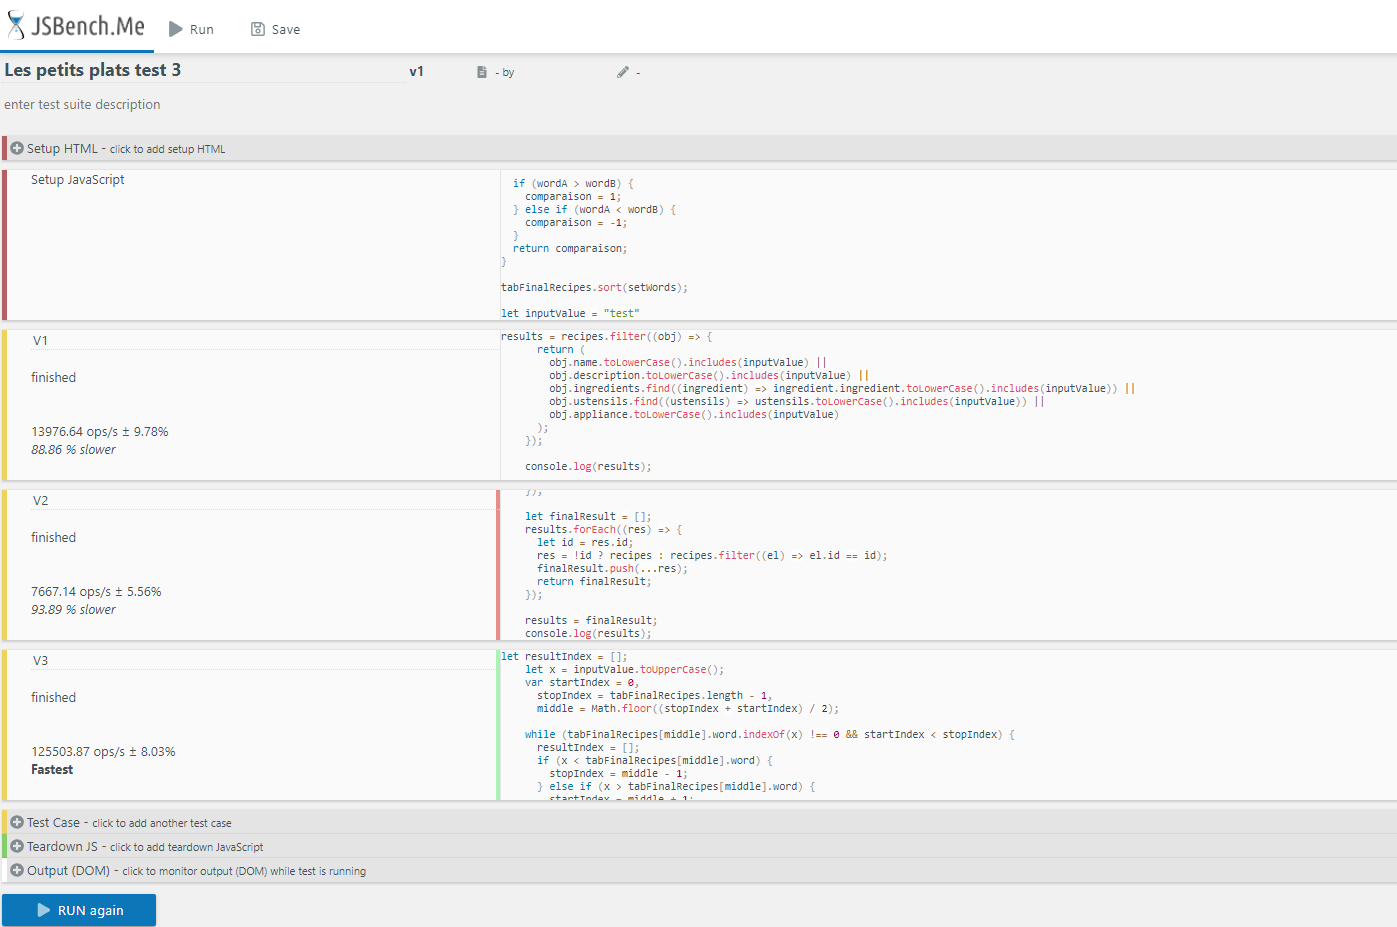 JSBench.Me Run Save
Les petits plats test 3 v1 - by -
enter test suite description
Setup HTML - click to add setup HTML
Setup JavaScript
if (wordA > wordB) {
comparaison = 1;
} else if (wordA < wordB) {
comparaison = -1;
}
return comparaison;
}
tabFinalRecipes.sort(setWords);
let inputValue = "test"
V1
finished
13976.64 ops/s ± 9.78%
88.86 % slower
results = recipes.filter((obj) => {
return (
obj.name.toLowerCase().includes(inputValue) ||
obj.description.toLowerCase().includes(inputValue) ||
obj.ingredients.find((ingredient) => ingredient.ingredient.toLowerCase().includes(inputValue)) ||
obj.ustensils.find((ustensils) => ustensils.toLowerCase().includes(inputValue)) ||
obj.appliance.toLowerCase().includes(inputValue)
);
});
console.log(results);
V2
finished
7667.14 ops/s ± 5.56%
93.89 % slower
});
let finalResult = [];
results.forEach((res) => {
let id = res.id;
res = !id ? recipes : recipes.filter((el) => el.id == id);
finalResult.push(...res);
return finalResult;
});
results = finalResult;
console.log(results);
V3
finished
125503.87 ops/s ± 8.03%
Fastest
let resultIndex = [];
let x = inputValue.toUpperCase();
var startIndex = 0,
stopIndex = tabFinalRecipes.length - 1,
middle = Math.floor((stopIndex + startIndex) / 2);
while (tabFinalRecipes[middle].word.indexOf(x) !== 0 && startIndex < stopIndex) {
resultIndex = [];
if (x < tabFinalRecipes[middle].word) {
stopIndex = middle - 1;
} else if (x > tabFinalRecipes[middle].word) {
startIndex = middle + 1;
Test Case - click to add another test case
Teardown JS - click to add teardown JavaScript
Output (DOM) - click to monitor output (DOM) while test is running
RUN again